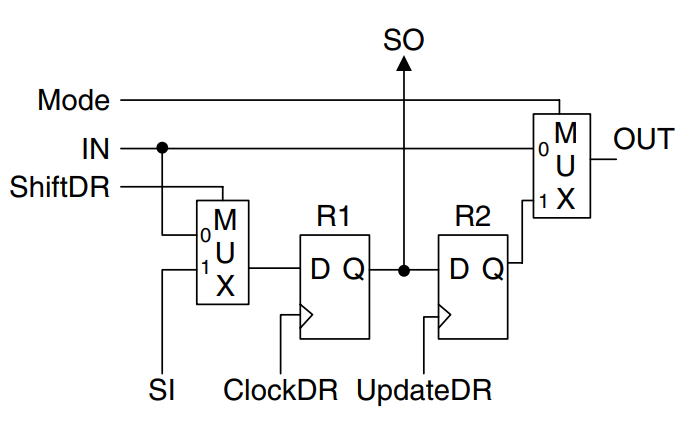 SO
Mode
IN
0
M
U
X
1
OUT
ShiftDR
0
M
U
X
1
R1
D Q
R2
D Q
SI
ClockDR
UpdateDR